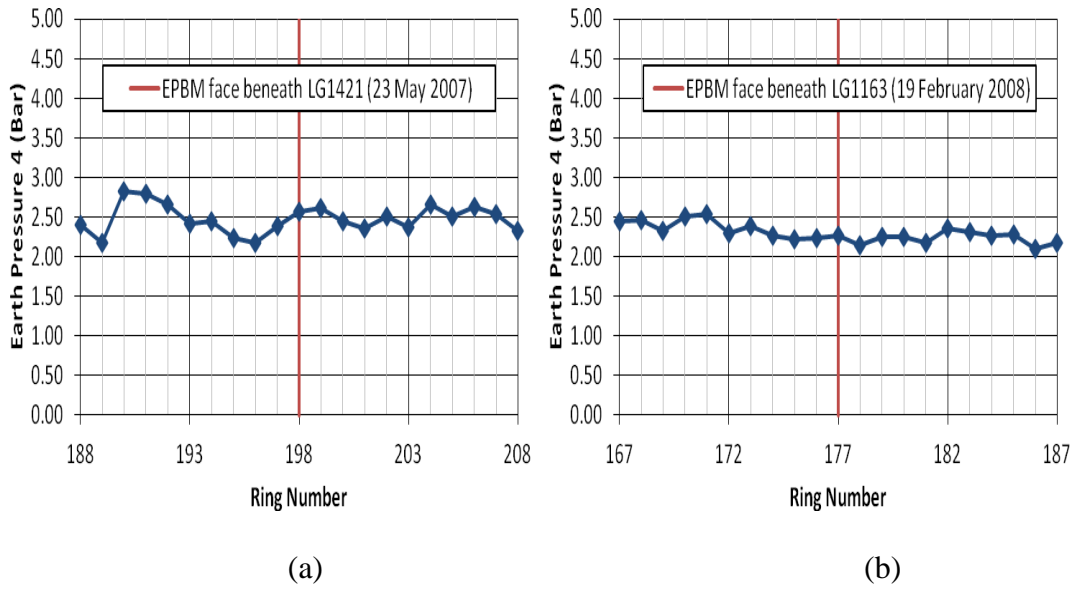 5.00
4.50
4.00
3.50
3.00
2.50
2.00
1.50
1.00
0.50
0.00
Earth Pressure 4 (Bar)
EPBM face beneath LG1421 (23 May 2007)
188 193 198 203 208
Ring Number
(a)
5.00
4.50
4.00
3.50
3.00
2.50
2.00
1.50
1.00
0.50
0.00
Earth Pressure 4 (Bar)
EPBM face beneath LG1163 (19 February 2008)
167 172 177 182 187
Ring Number
(b)